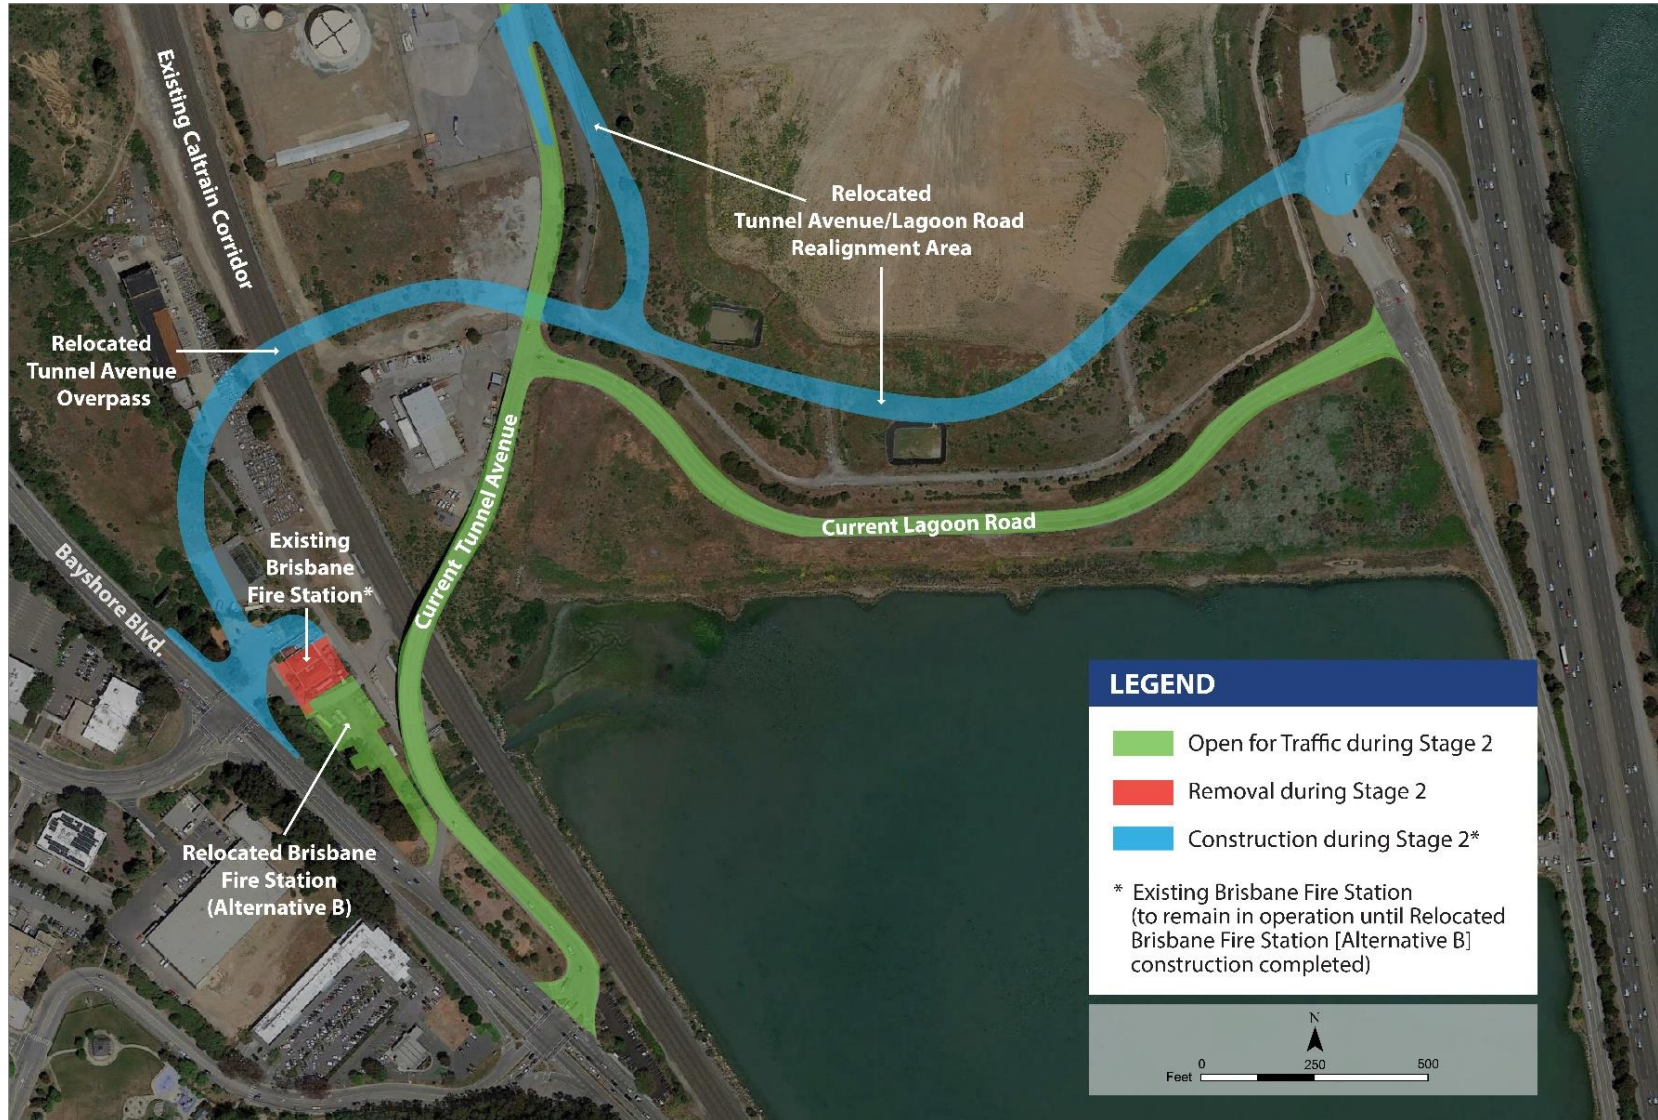 Existing Caltrain Corridor
Relocated
Tunnel Avenue/Lagoon Road
Realignment Area
Relocated
Tunnel Avenue
Overpass
Current Tunnel Avenue
Current Lagoon Road
Existing
Brisbane
Fire Station*
Bayshore Blvd.
Relocated Brisbane
Fire Station
(Alternative B)
LEGEND
Open for Traffic during Stage 2
Removal during Stage 2
Construction during Stage 2*
* Existing Brisbane Fire Station
(to remain in operation until Relocated
Brisbane Fire Station [Alternative B]
construction completed)
N
0 250 500
Feet